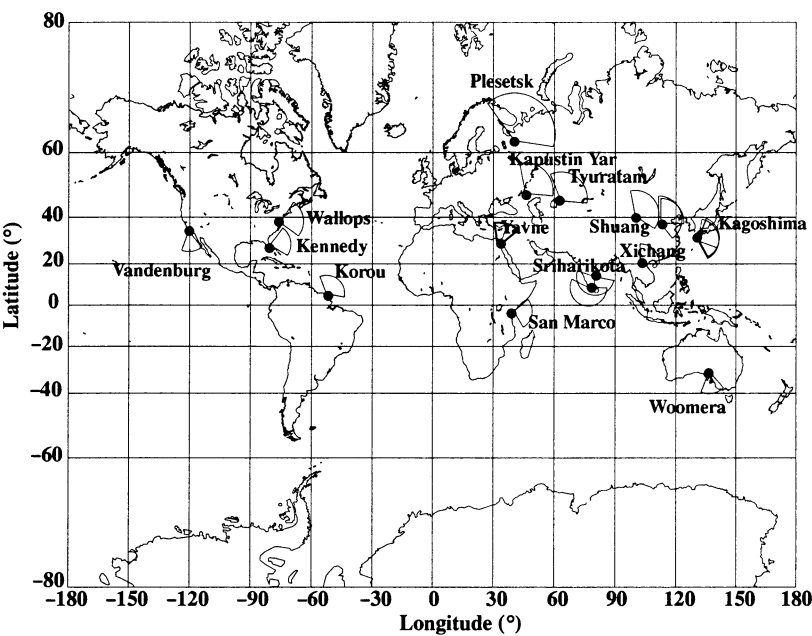 80
Plesetsk
60
Kapustin Yar
Tyuratam
40
Wallops
Shuang
Kagoshima
Yavne
Kennedy
Xichang
20
Vandenburg
Korou
Sriharikota
0
San Marco
−20
−40
Woomera
−60
−80
Latitude (°)
−180 −150 −120 −90 −60 −30 0 30 60 90 120 150 180
Longitude (°)